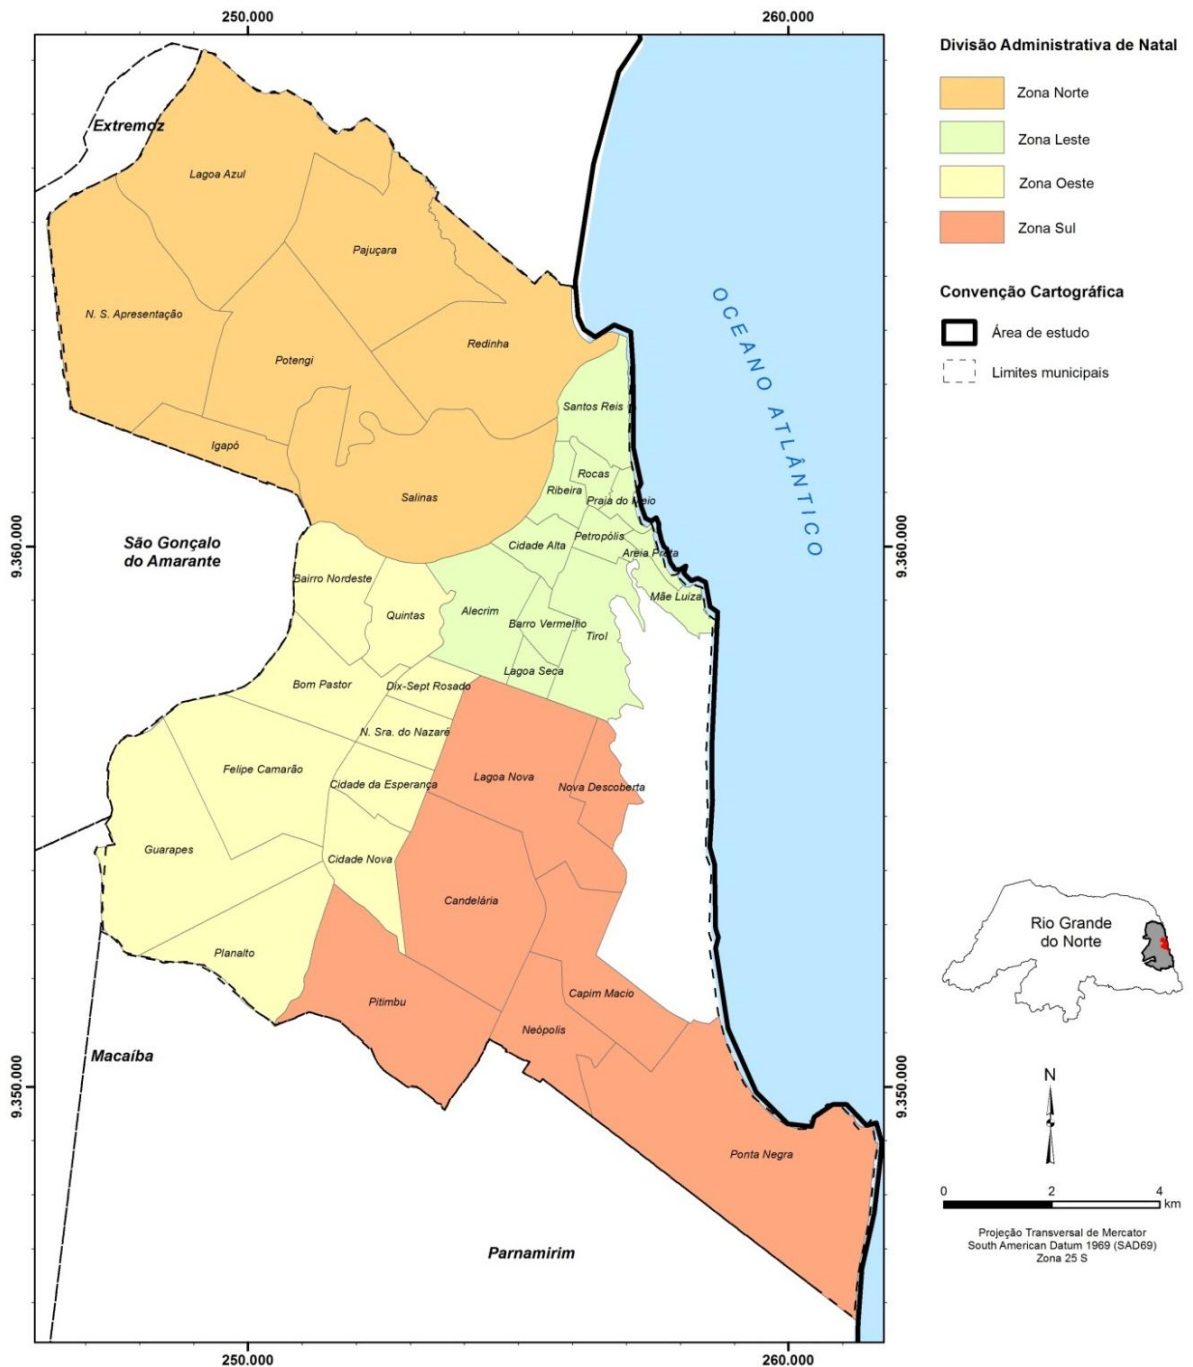 250.000
260.000
Divisão Administrativa de Natal
Zona Norte
Zona Leste
Zona Oeste
Zona Sul
Convenção Cartográfica
Área de estudo
Limites municipais
Extremoz
Lagoa Azul
Pajuçara
N. S. Apresentação
Redinha
Potengi
Igapó
Salinas
Santos Reis
Rocas
Ribeira
Praia do Meio
Petropólis
Cidade Alta
Areia Preta
Mãe Luiza
OCEANO ATLÂNTICO
9.360.000
9.360.000
São Gonçalo
do Amarante
Bairro Nordeste
Quintas
Alecrim
Barro Vermelho
Tirol
Lagoa Seca
Bom Pastor
Dix-Sept Rosado
N. Sra. do Nazaré
Felipe Camarão
Cidade da Esperança
Lagoa Nova
Nova Descoberta
Guarapes
Cidade Nova
Candelária
Planalto
Pitimbu
Capim Macio
Neópolis
Ponta Negra
Macaíba
Parnamirim
9.350.000
9.350.000
Rio Grande
do Norte
N
0 2 4
km
Projeção Transversal de Mercator
South American Datum 1969 (SAD69)
Zona 25 S
250.000
260.000